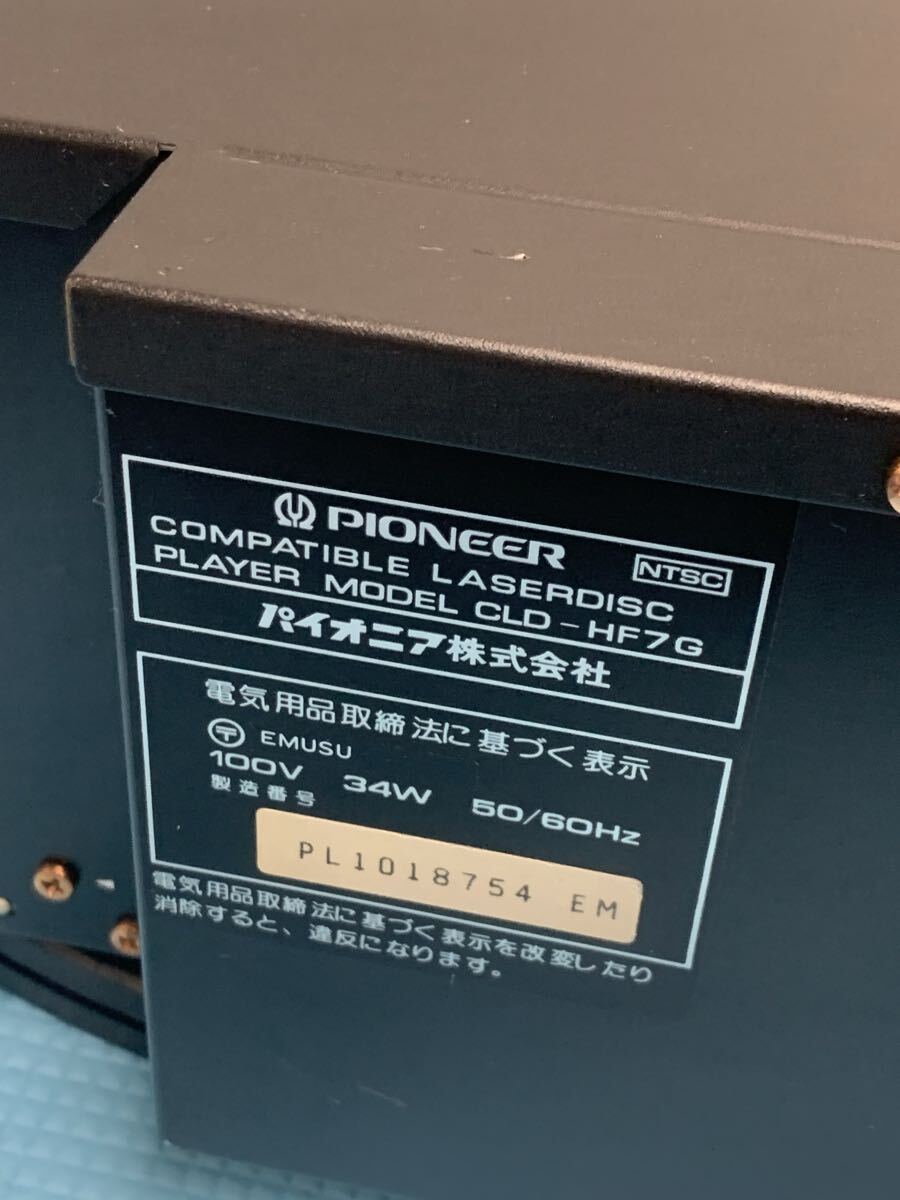 PIONEER
NTSC
COMPATIBLE LASERDISC
PLAYER MODEL CLD-HF7G
パイオニア株式会社
電気用品取締法に基づく表示
〒 EMUSU
100V 34W 50/60Hz
製造番号
PL1018754 EM
電気用品取締法に基づく表示を改変したり
消除すると、違反になります。